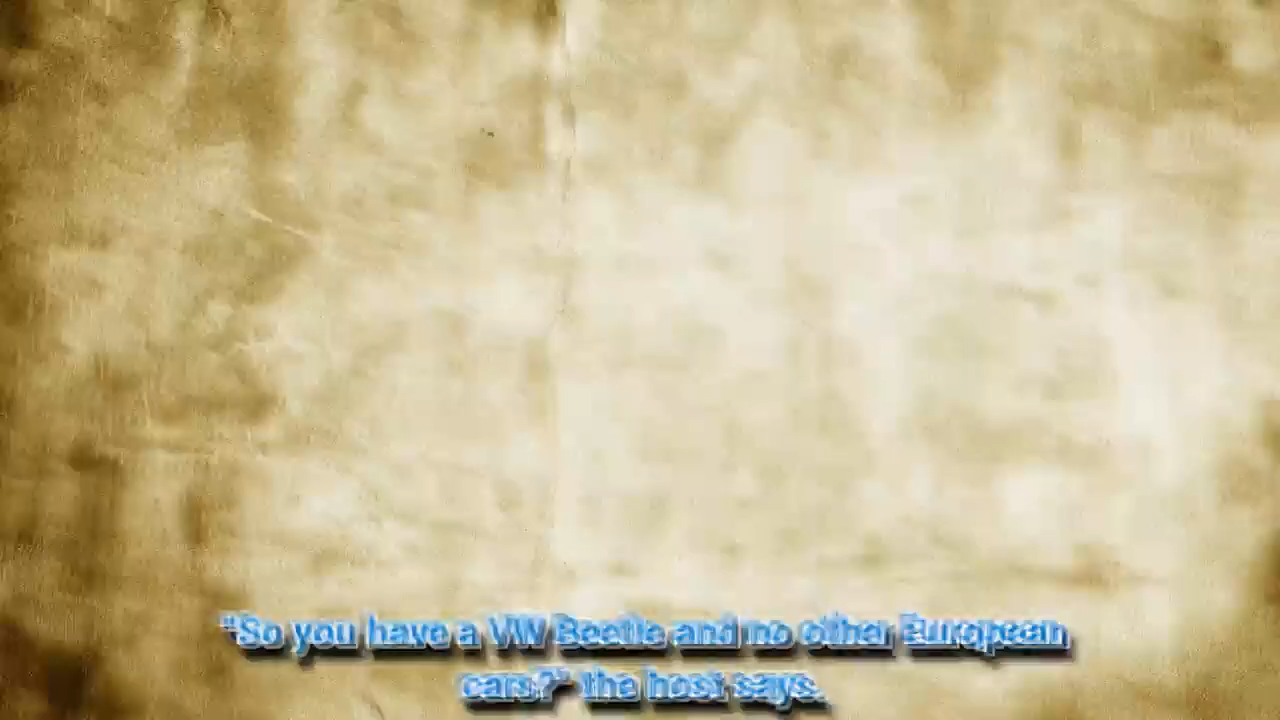 "So you have a VW Beetle and no other European
cars?" the host says.